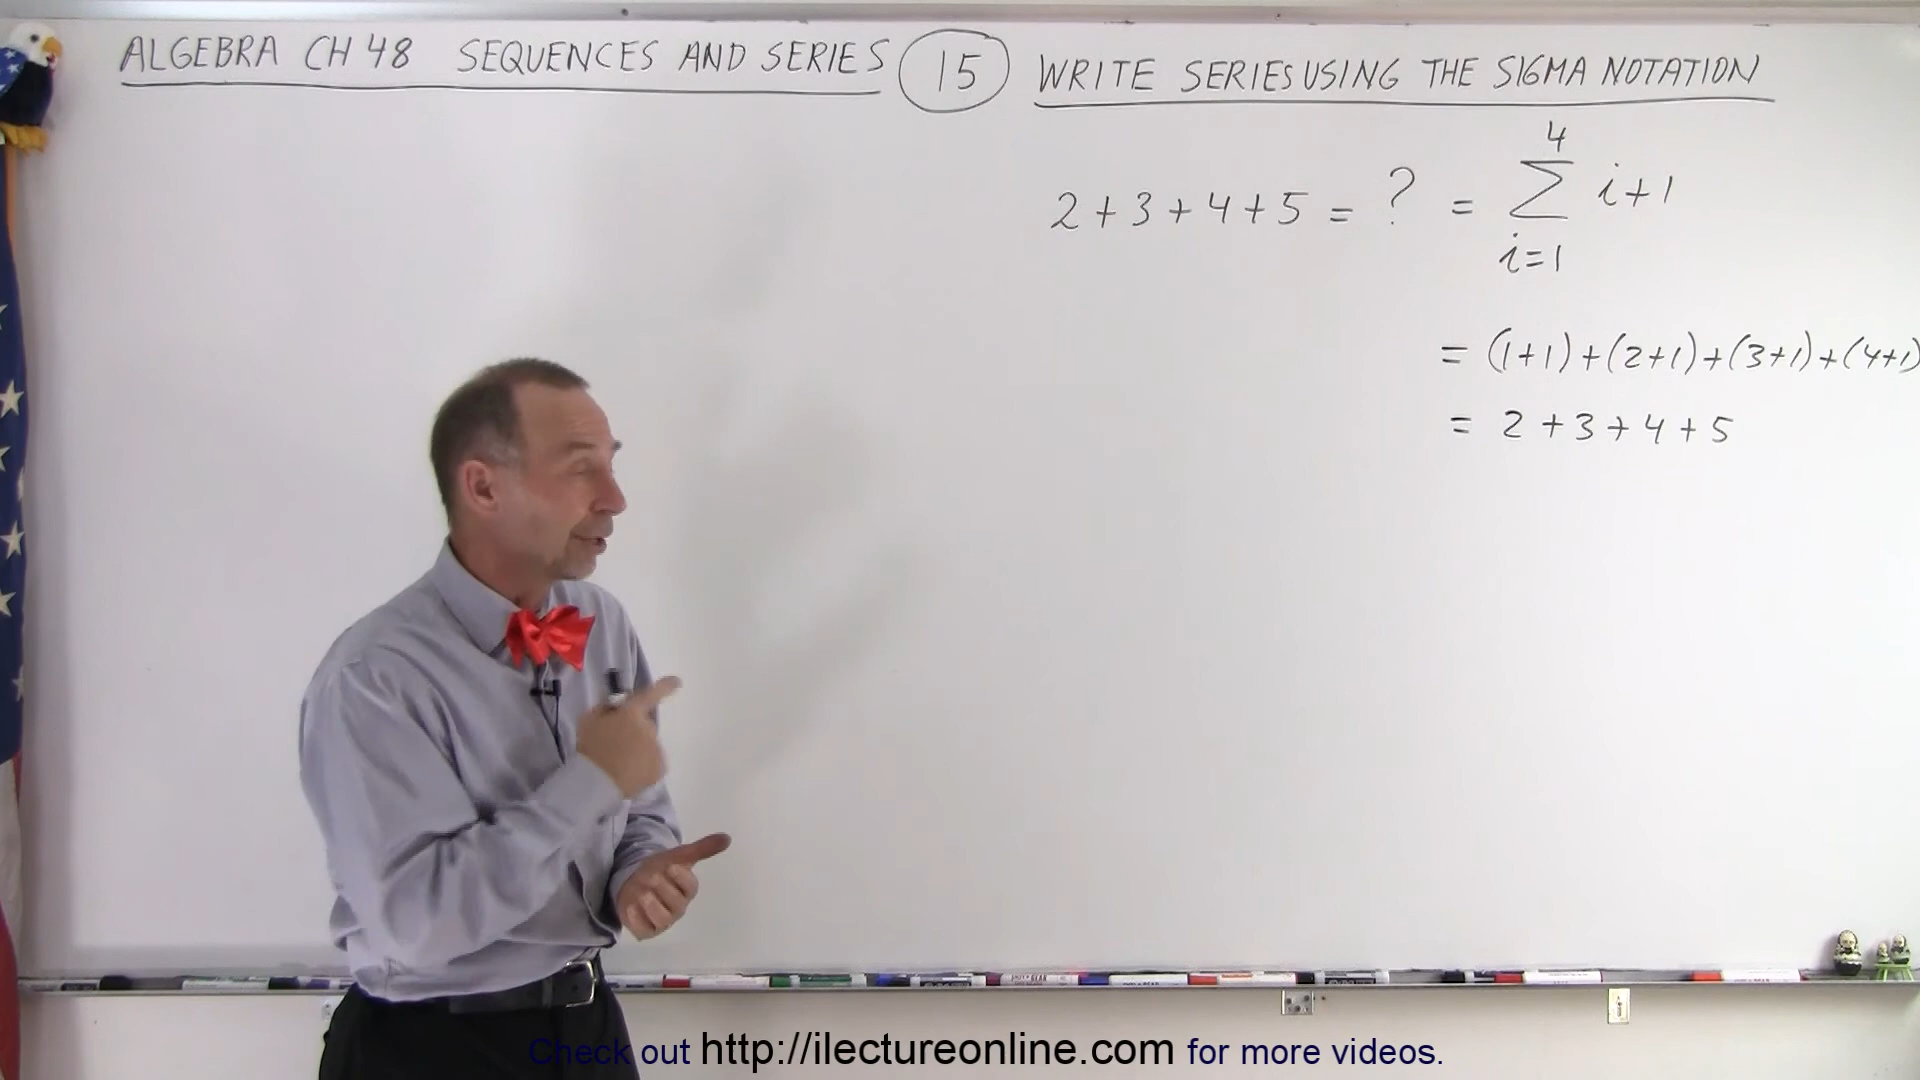 ALGEBRA CH 48 SEQUENCES AND SERIES 15 WRITE SERIES USING THE SIGMA NOTATION
4
2 + 3 + 4 + 5 = ? = ∑ i+1
i=1
= (1+1)+(2+1)+(3+1)+(4+1)
= 2 + 3 + 4 + 5
Check out http://ilectureonline.com for more videos.